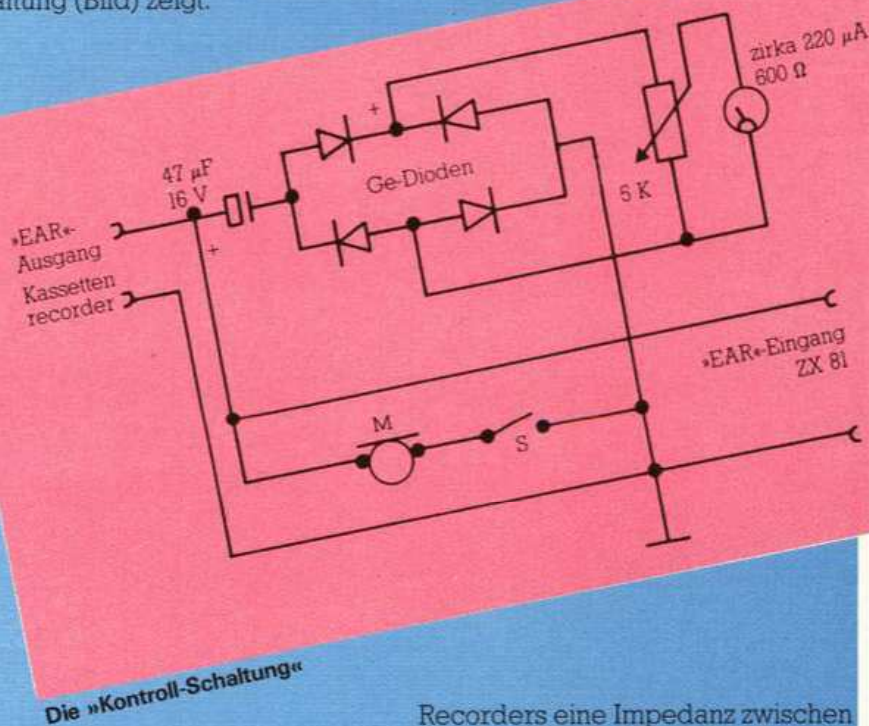 altung (Bild) zeigt.
zirka 220 µA
600 Ω
+
47 µF
16 V
Ge-Dioden
5 K
»EAR«-
Ausgang
+
Kassetten
recorder
»EAR«-Eingang
ZX 81
M
S
Die »Kontroll-Schaltung«
Recorders eine Impedanz zwischen